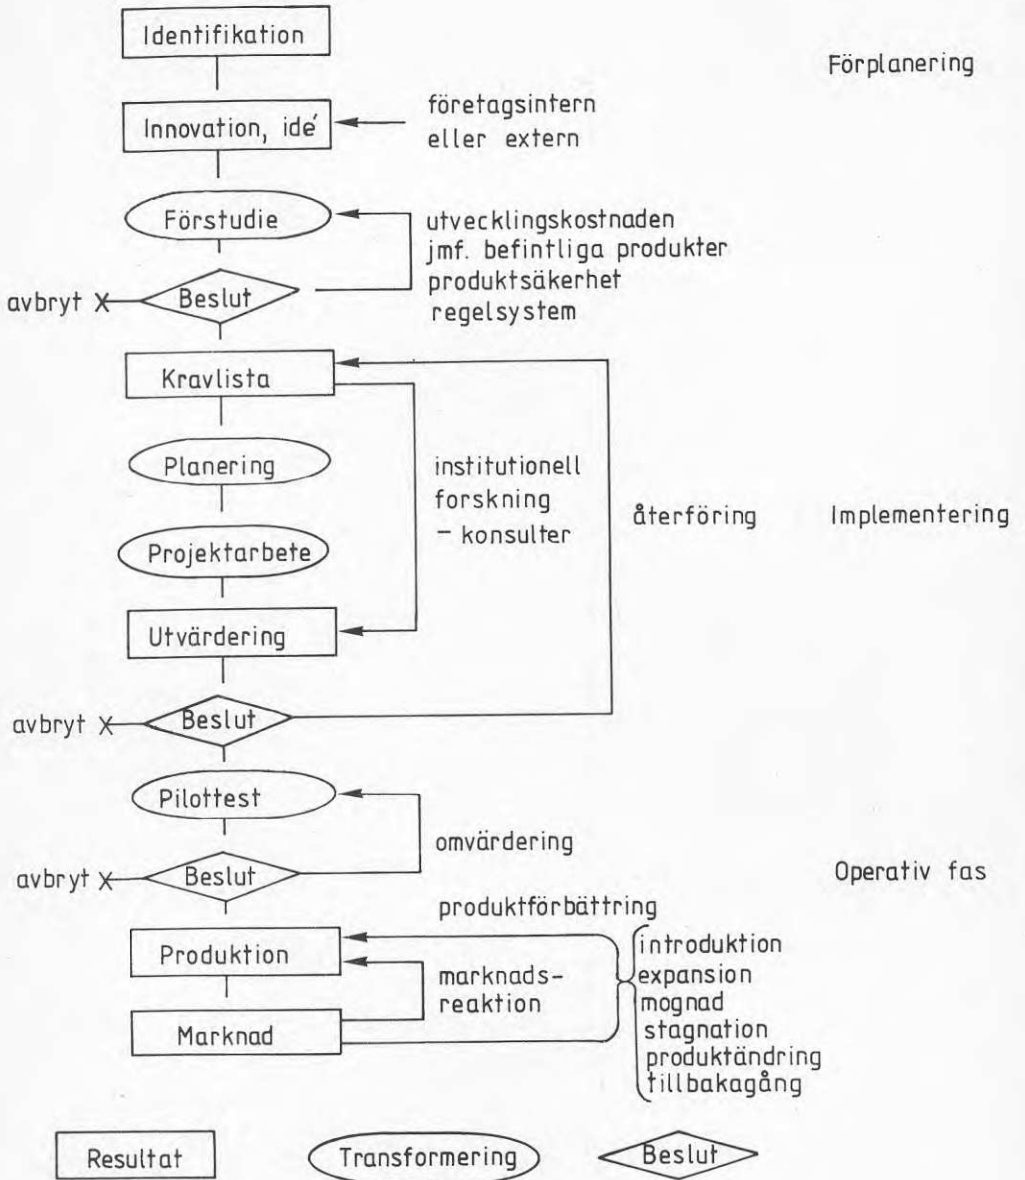 Identifikation
Förplanering
Innovation, idé
företagsintern
eller extern
Förstudie
utvecklingskostnaden
jmf. befintliga produkter
produktsäkerhet
regelsystem
avbryt X
Beslut
Kravlista
Planering
institutionell
forskning
– konsulter
återföring
Implementering
Projektarbete
Utvärdering
avbryt X
Beslut
Pilottest
omvärdering
avbryt X
Beslut
Operativ fas
produktförbättring
Produktion
marknads-
reaktion
introduktion
expansion
mognad
stagnation
produktändring
tillbakagång
Marknad
Resultat
Transformering
Beslut